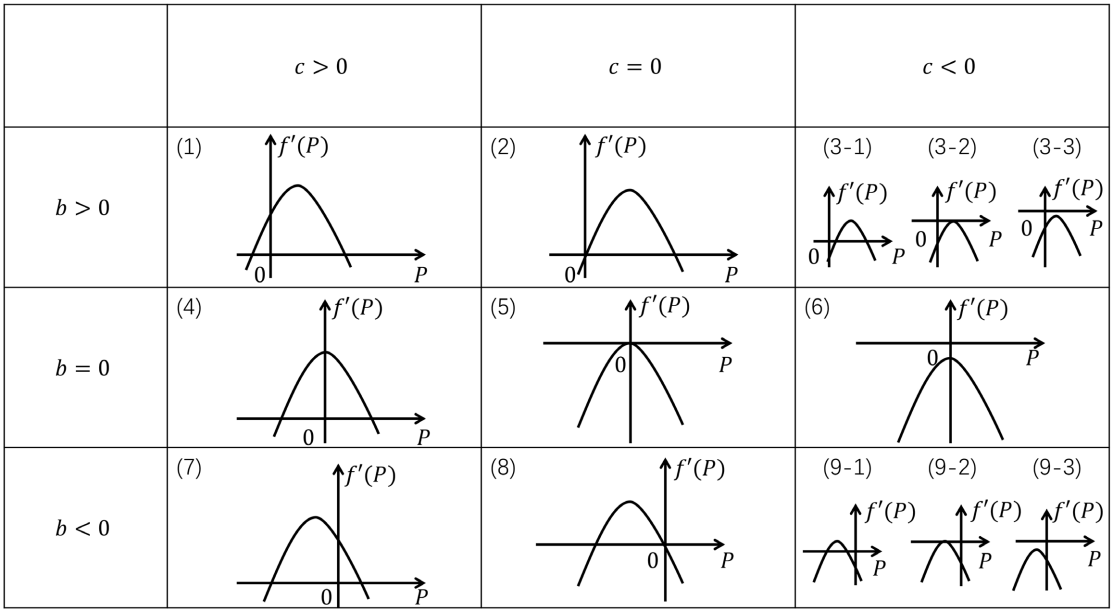 c > 0
c = 0
c < 0
b > 0
(1)
f′(P)
0
P
(2)
f′(P)
0
P
(3-1)
f′(P)
0
P
(3-2)
f′(P)
0
P
(3-3)
f′(P)
0
P
b = 0
(4)
f′(P)
0
P
(5)
f′(P)
0
P
(6)
f′(P)
0
P
b < 0
(7)
f′(P)
0
P
(8)
f′(P)
0
P
(9-1)
f′(P)
P
(9-2)
f′(P)
P
(9-3)
f′(P)
P